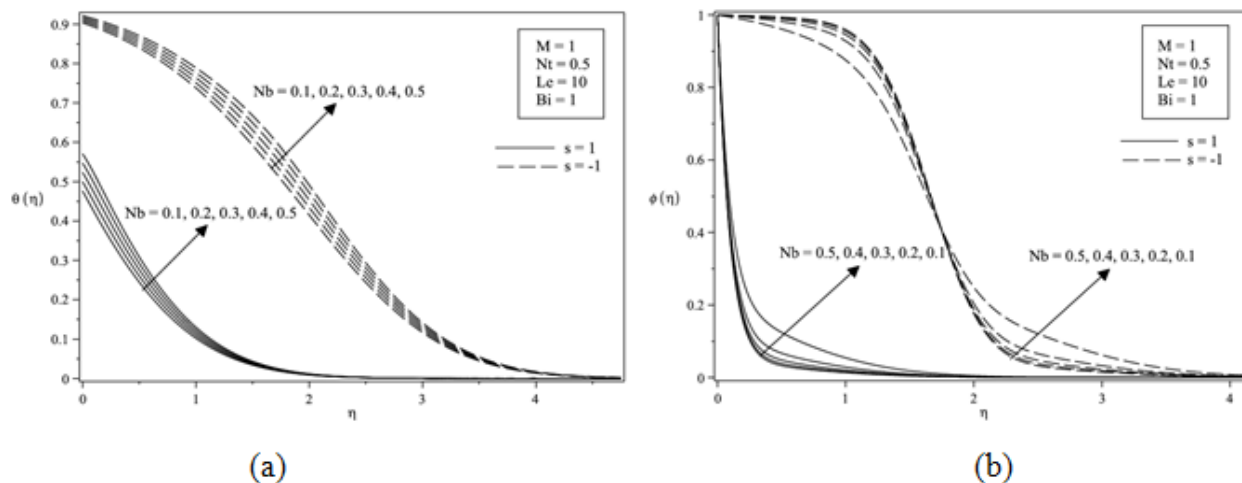 0.9
0.8
0.7
0.6
0.5
0.4
0.3
0.2
0.1
0
θ (η)
0
1
2
3
4
η
M = 1
Nt = 0.5
Le = 10
Bi = 1
s = 1
s = -1
Nb = 0.1, 0.2, 0.3, 0.4, 0.5
Nb = 0.1, 0.2, 0.3, 0.4, 0.5
(a)
1
0.8
0.6
0.4
0.2
0
ϕ (η)
0
1
2
3
4
η
M = 1
Nt = 0.5
Le = 10
Bi = 1
s = 1
s = -1
Nb = 0.5, 0.4, 0.3, 0.2, 0.1
Nb = 0.5, 0.4, 0.3, 0.2, 0.1
(b)